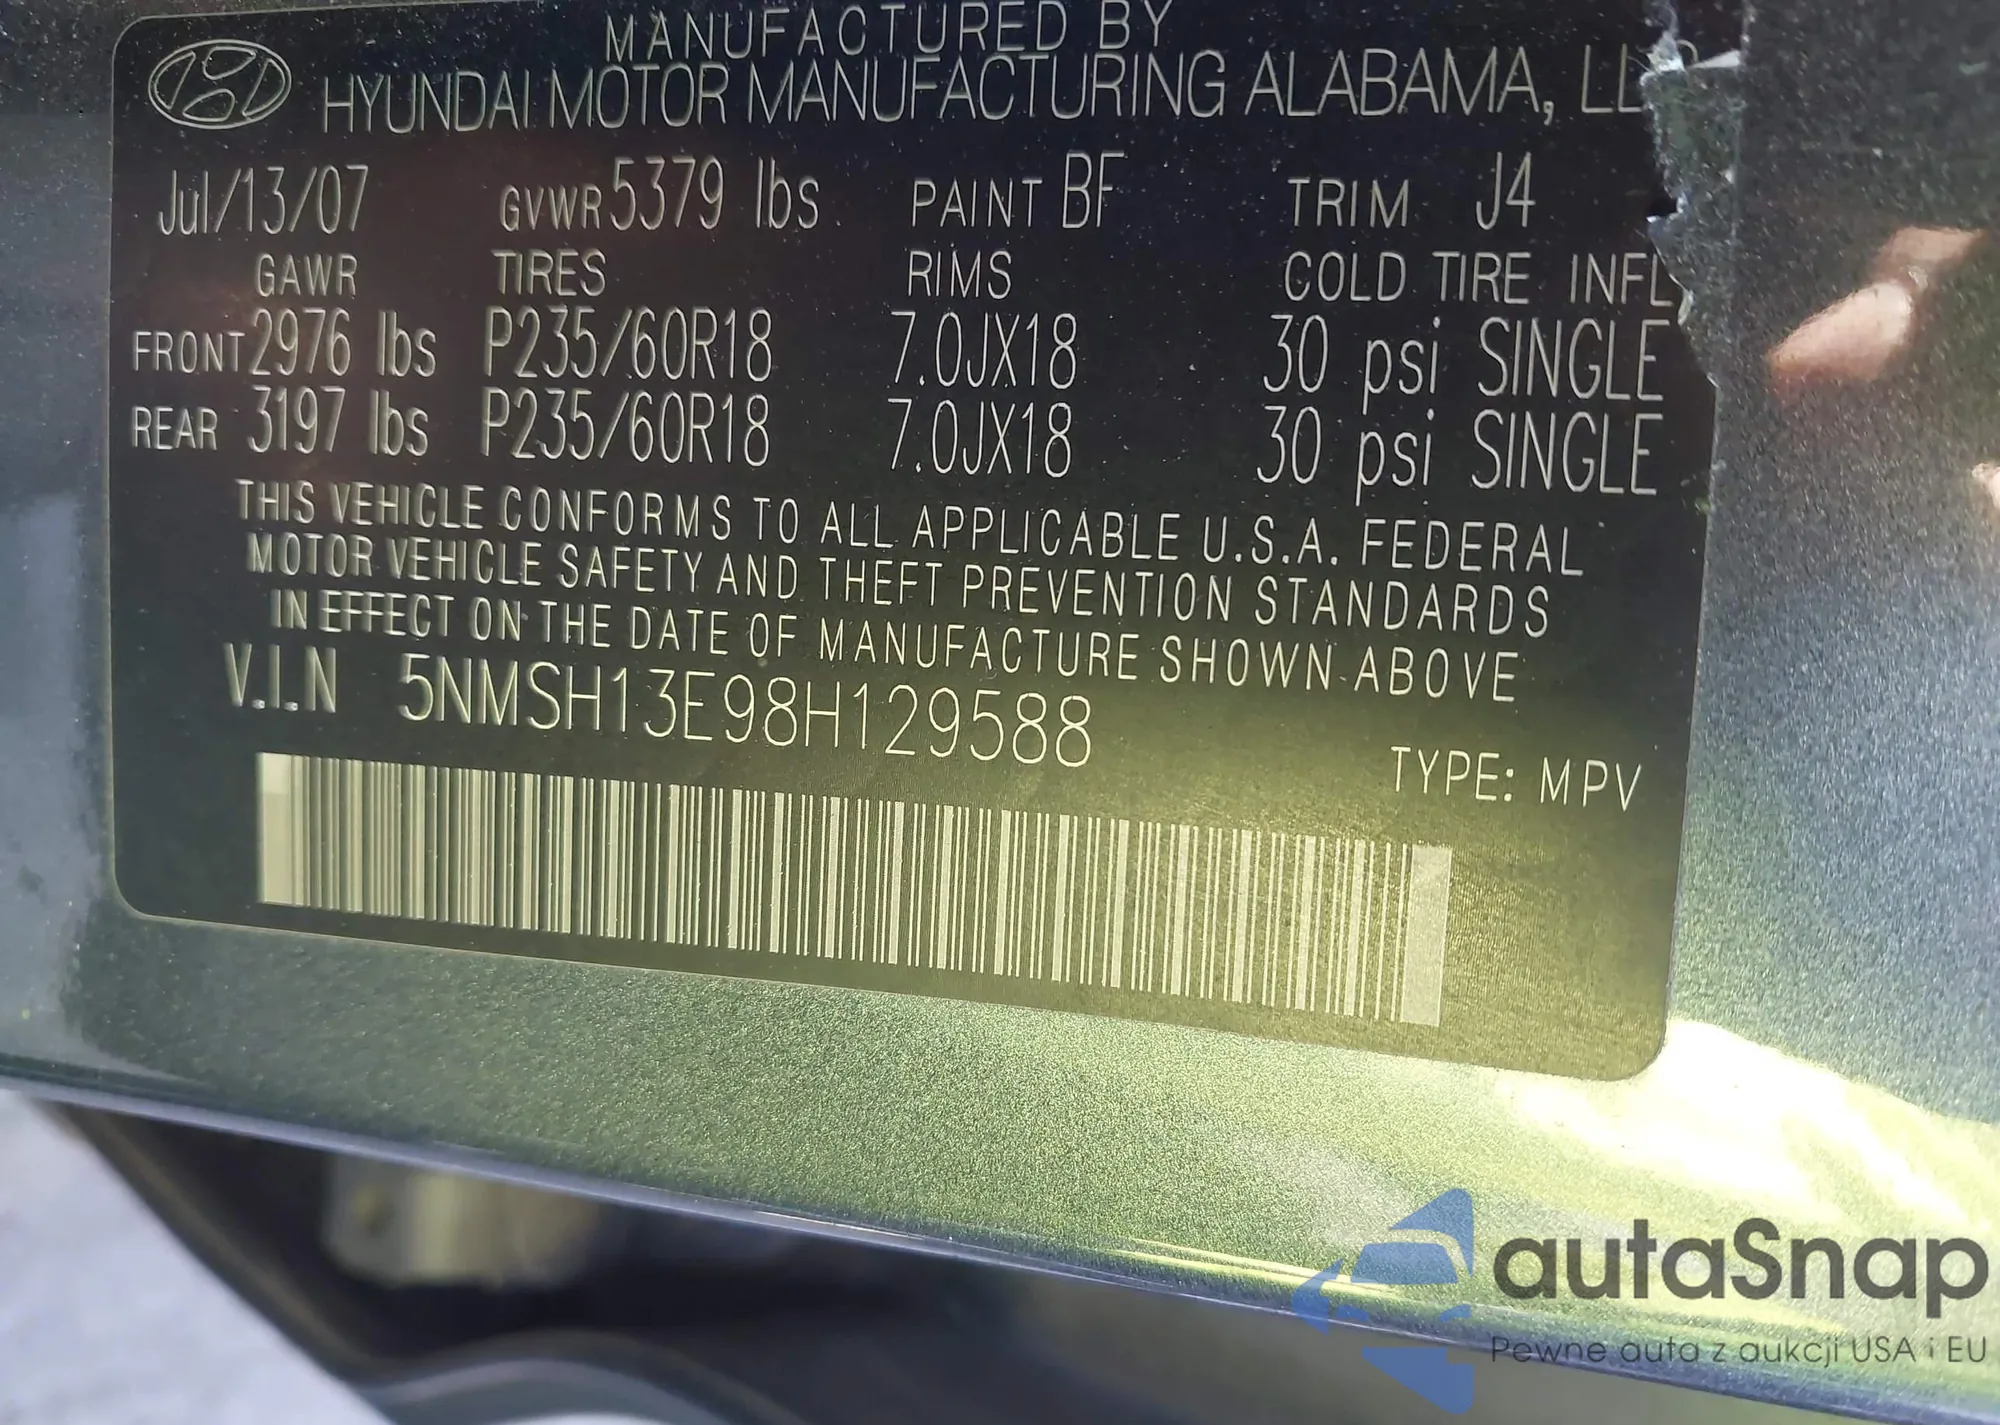 MANUFACTURED BY
HYUNDAI MOTOR MANUFACTURING ALABAMA, LLC
Jul/13/07 GVWR 5379 lbs PAINT BF TRIM J4
GAWR TIRES RIMS COLD TIRE INFL
FRONT 2976 lbs P235/60R18 7.0JX18 30 psi SINGLE
REAR 3197 lbs P235/60R18 7.0JX18 30 psi SINGLE
THIS VEHICLE CONFORMS TO ALL APPLICABLE U.S.A. FEDERAL
MOTOR VEHICLE SAFETY AND THEFT PREVENTION STANDARDS
IN EFFECT ON THE DATE OF MANUFACTURE SHOWN ABOVE
V.I.N 5NMSH13E98H129588
TYPE: MPV
autaSnap
Pewne auta z aukcji USA i EU